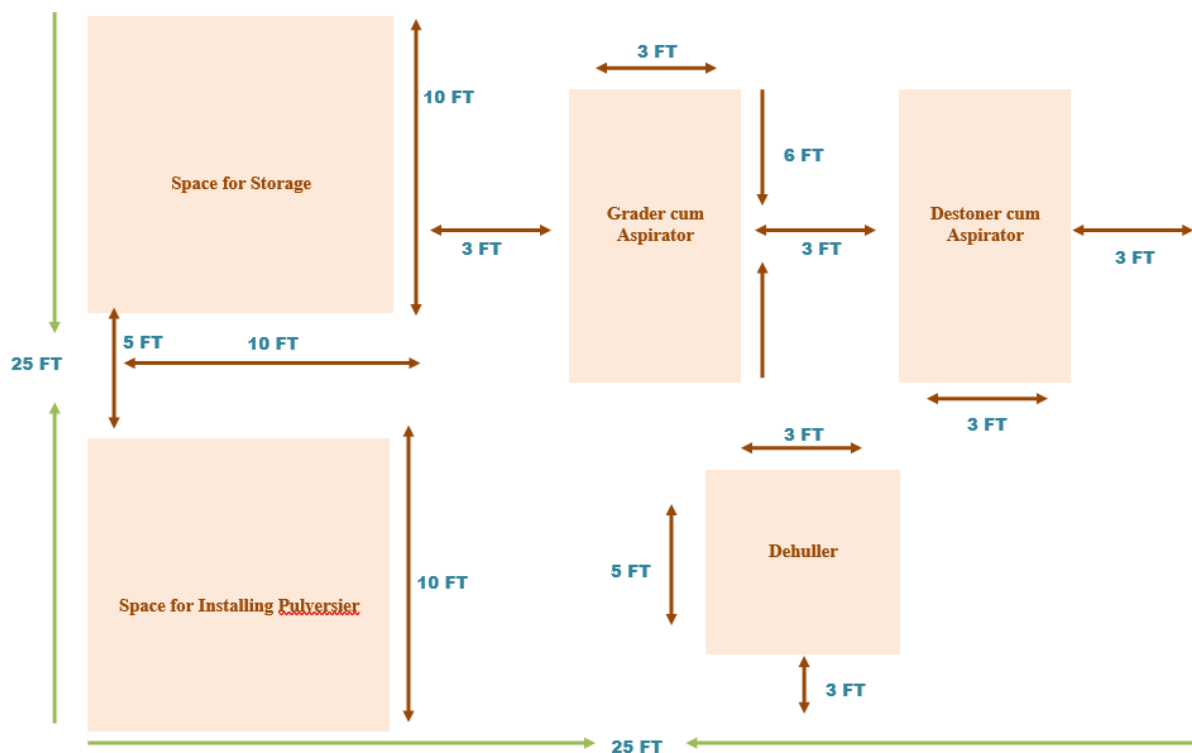 3 FT
10 FT
6 FT
Space for Storage
Grader cum
Aspirator
Destoner cum
Aspirator
3 FT
3 FT
3 FT
5 FT
10 FT
25 FT
3 FT
3 FT
Dehuller
5 FT
10 FT
Space for Installing Pulversier
3 FT
25 FT